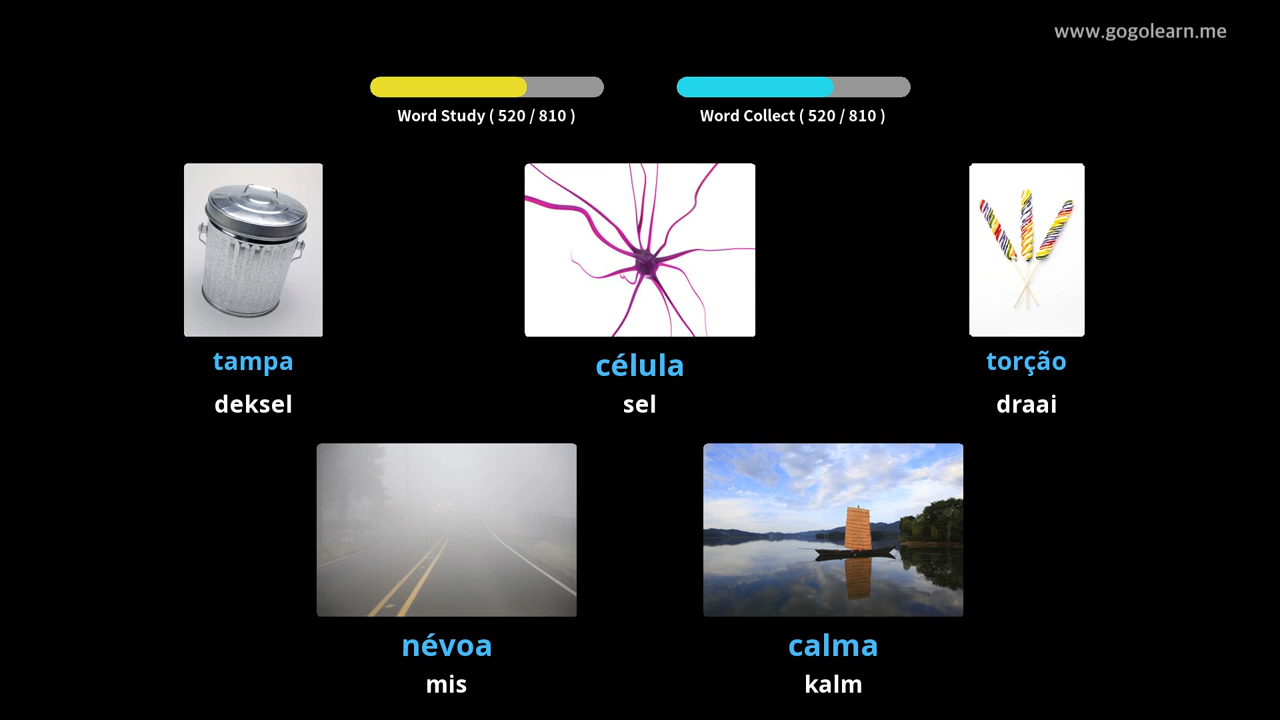 www.gogolearn.me
Word Study ( 520 / 810 )
Word Collect ( 520 / 810 )
tampa
deksel
célula
sel
torção
draai
névoa
mis
calma
kalm